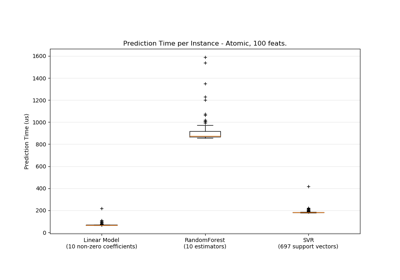 Prediction Time per Instance - Atomic, 100 feats.
1600
1400
1200
1000
800
600
400
200
0
Prediction Time (us)
Linear Model
(10 non-zero coefficients)
RandomForest
(10 estimators)
SVR
(697 support vectors)